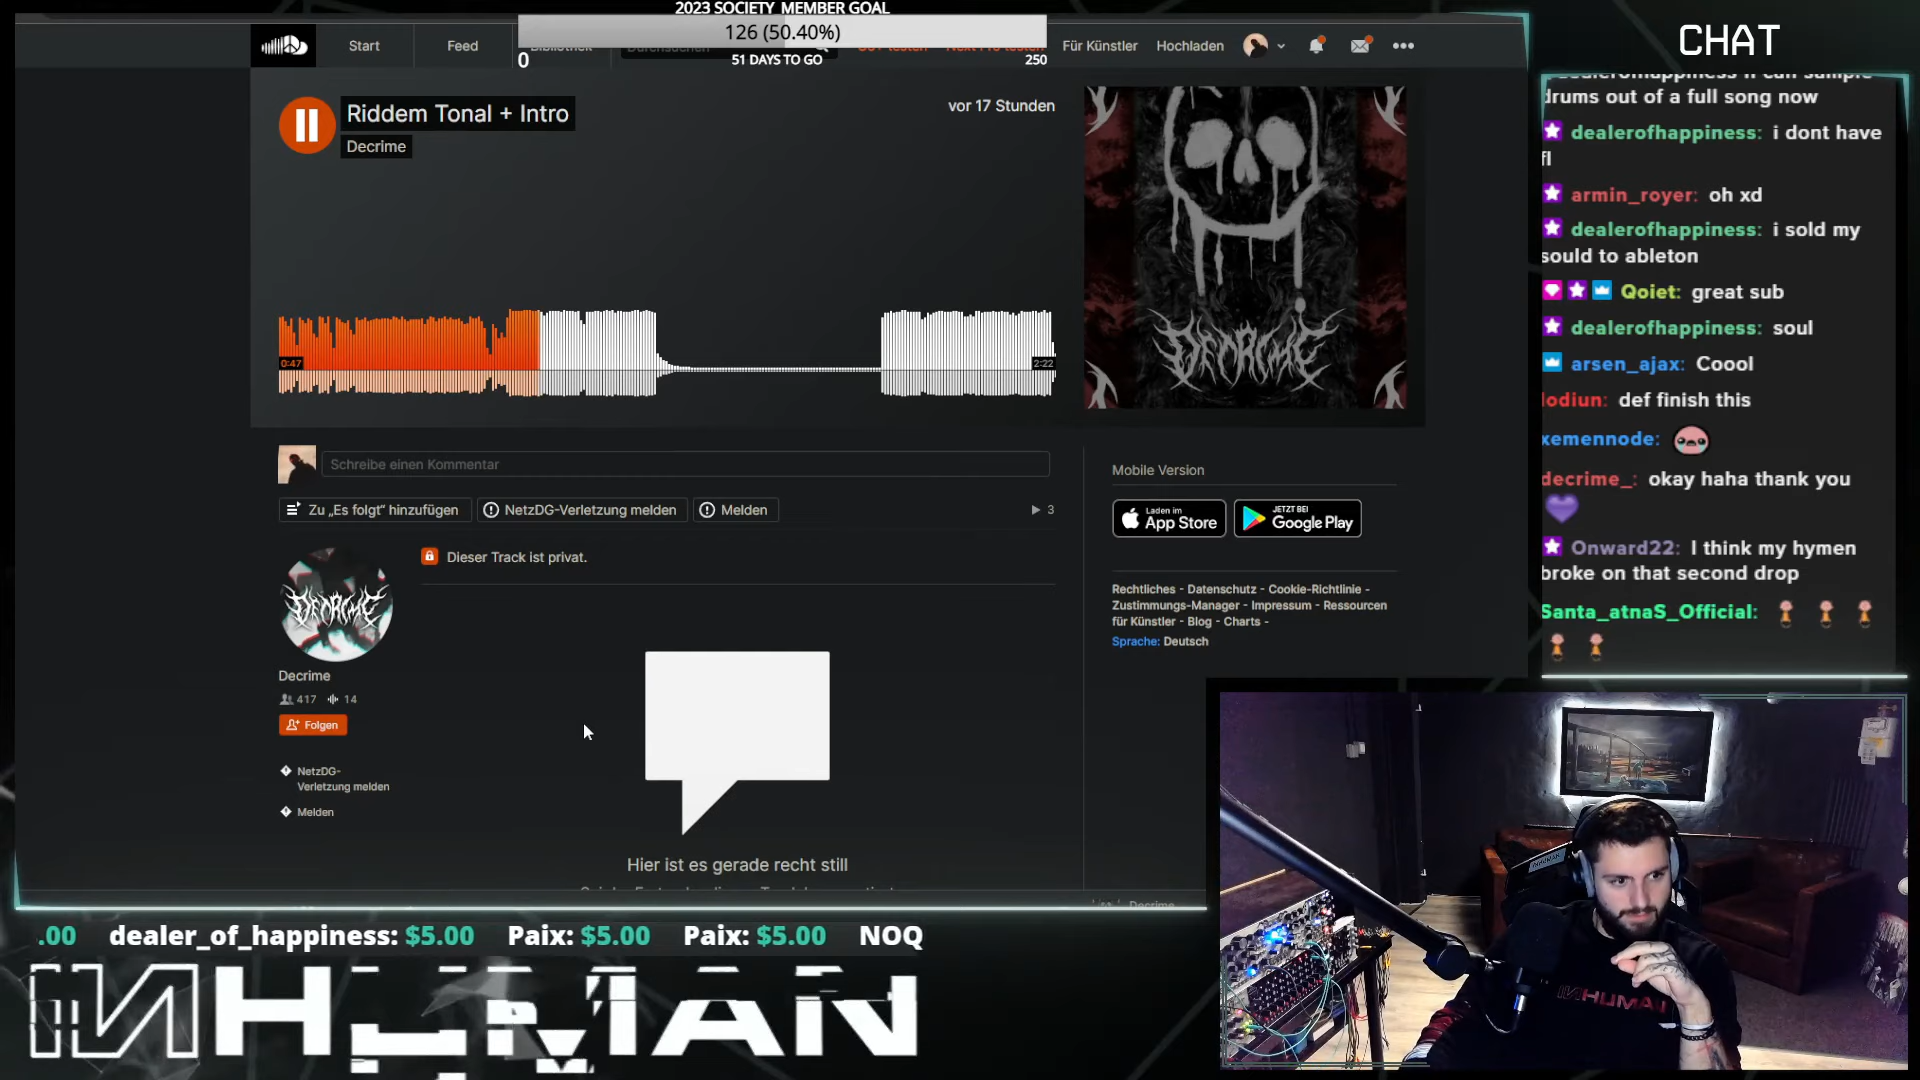 2023 SOCIETY MEMBER GOAL
126 (50.40%)
51 DAYS TO GO
0
250
Start
Feed
Für Künstler
Hochladen
Riddem Tonal + Intro
Decrime
vor 17 Stunden
0:47
2:22
DECRIME
Schreibe einen Kommentar
Zu „Es folgt“ hinzufügen
NetzDG-Verletzung melden
Melden
3
Dieser Track ist privat.
DECRIME
Decrime
417
14
Folgen
NetzDG-
Verletzung melden
Melden
Hier ist es gerade recht still
Mobile Version
Laden im
App Store
JETZT BEI
Google Play
Rechtliches - Datenschutz - Cookie-Richtlinie -
Zustimmungs-Manager - Impressum - Ressourcen
für Künstler - Blog - Charts -
Sprache: Deutsch
Decrime
CHAT
drums out of a full song now
dealerofhappiness: i dont have
fl
armin_royer: oh xd
dealerofhappiness: i sold my
sould to ableton
Qoiet: great sub
dealerofhappiness: soul
arsen_ajax: Coool
lodiun: def finish this
xemennode:
decrime_: okay haha thank you
Onward22: I think my hymen
broke on that second drop
Santa_atnaS_Official:
.00 dealer_of_happiness: $5.00 Paix: $5.00 Paix: $5.00 NOQ
INHUMAN
INHUMAN